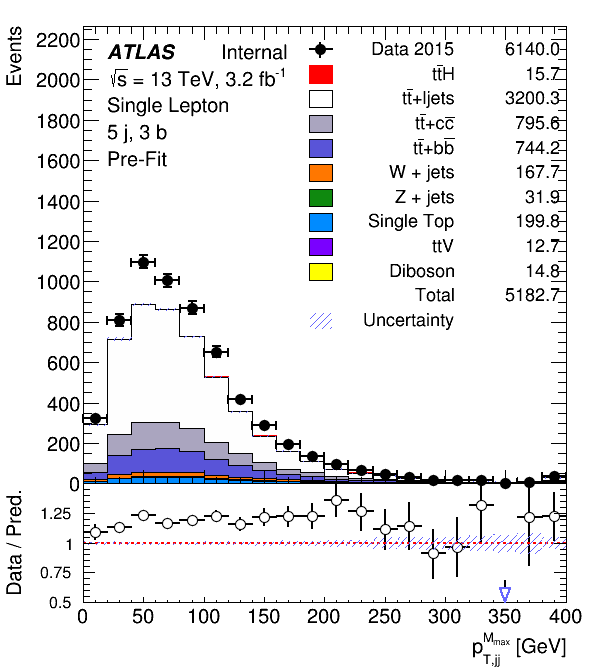 Events
2200
2000
1800
1600
1400
1200
1000
800
600
400
200
0
ATLAS Internal
√s = 13 TeV, 3.2 fb⁻¹
Single Lepton
5 j, 3 b
Pre-Fit
Data 2015 6140.0
tt̄H 15.7
tt̄+ljets 3200.3
tt̄+cc̄ 795.6
tt̄+bb̄ 744.2
W + jets 167.7
Z + jets 31.9
Single Top 199.8
ttV 12.7
Diboson 14.8
Total 5182.7
Uncertainty
Data / Pred.
1.25
1
0.75
0.5
0 50 100 150 200 250 300 350 400
p_{T,jj}^{M_{max}} [GeV]